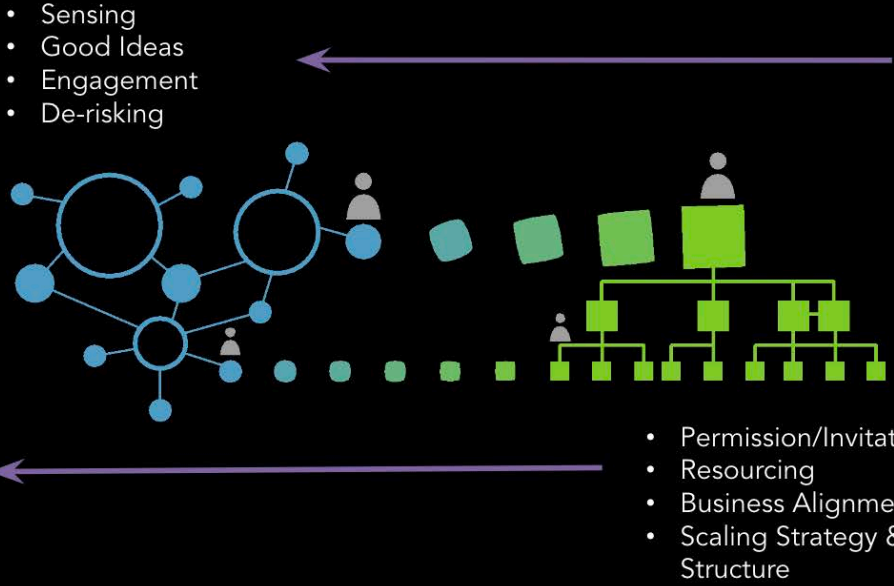 • Sensing
• Good Ideas
• Engagement
• De-risking
• Permission/Invitat
• Resourcing
• Business Alignme
• Scaling Strategy &
Structure